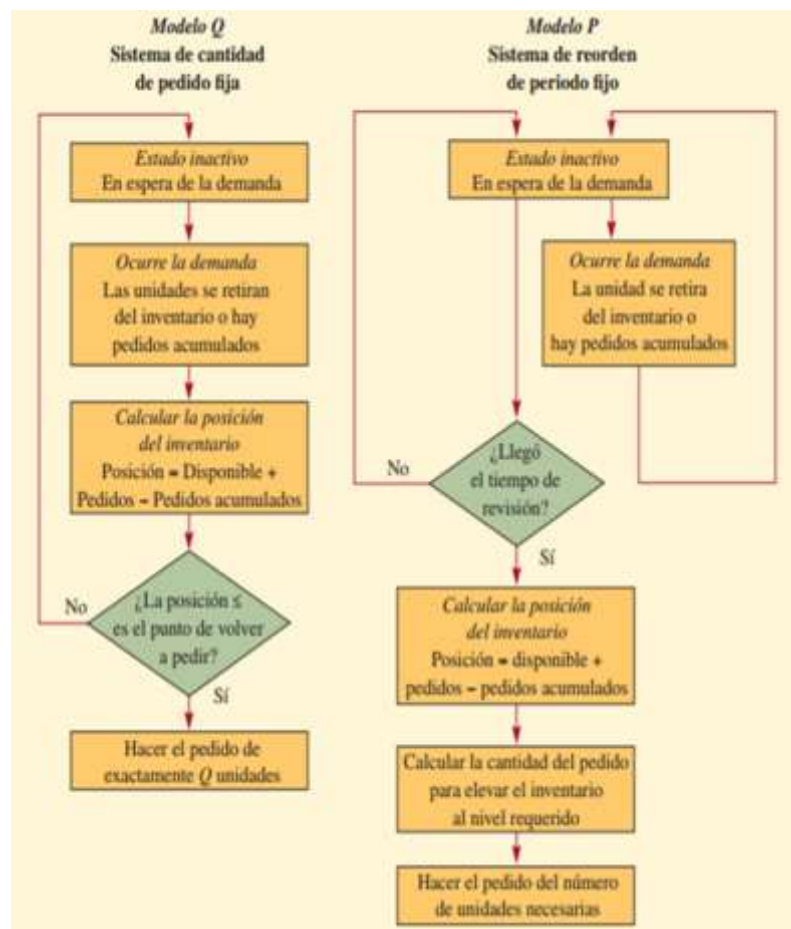 Modelo Q
Sistema de cantidad
de pedido fija
Estado inactivo
En espera de la demanda
Ocurre la demanda
Las unidades se retiran
del inventario o hay
pedidos acumulados
Calcular la posición
del inventario
Posición = Disponible +
Pedidos – Pedidos acumulados
¿La posición ≤
es el punto de volver
a pedir?
No
Sí
Hacer el pedido de
exactamente Q unidades
Modelo P
Sistema de reorden
de periodo fijo
Estado inactivo
En espera de la demanda
Ocurre la demanda
La unidad se retira
del inventario o
hay pedidos acumulados
¿Llegó
el tiempo de
revisión?
No
Sí
Calcular la posición
del inventario
Posición = disponible +
pedidos – pedidos acumulados
Calcular la cantidad del pedido
para elevar el inventario
al nivel requerido
Hacer el pedido del número
de unidades necesarias